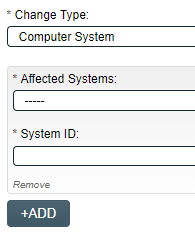 * Change Type:
Computer System
* Affected Systems:
-----
* System ID:
Remove
+ADD